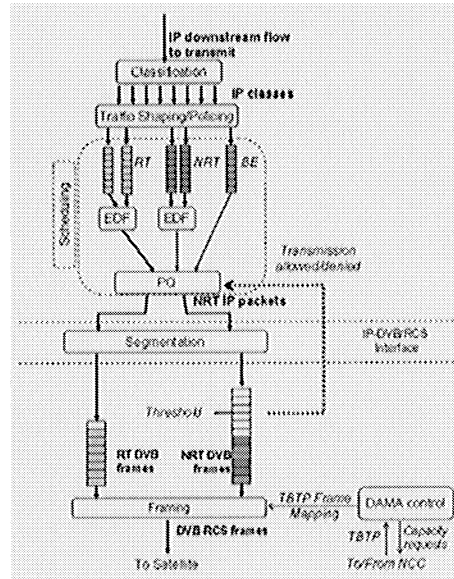 IP downstream flow
to transmit
Classification
IP classes
Traffic Shaping/Policing
RT
NRT
BE
Scheduling
EDF
EDF
Transmission
allowed/denied
PQ
NRT IP packets
IP-DVB/RCS
Interface
Segmentation
Threshold
RT DVB
frames
NRT DVB
frames
TBTP Frame
Mapping
DAMA control
Framing
DVB RCS frames
TBTP
Capacity
requests
To Satellite
To/From NCC